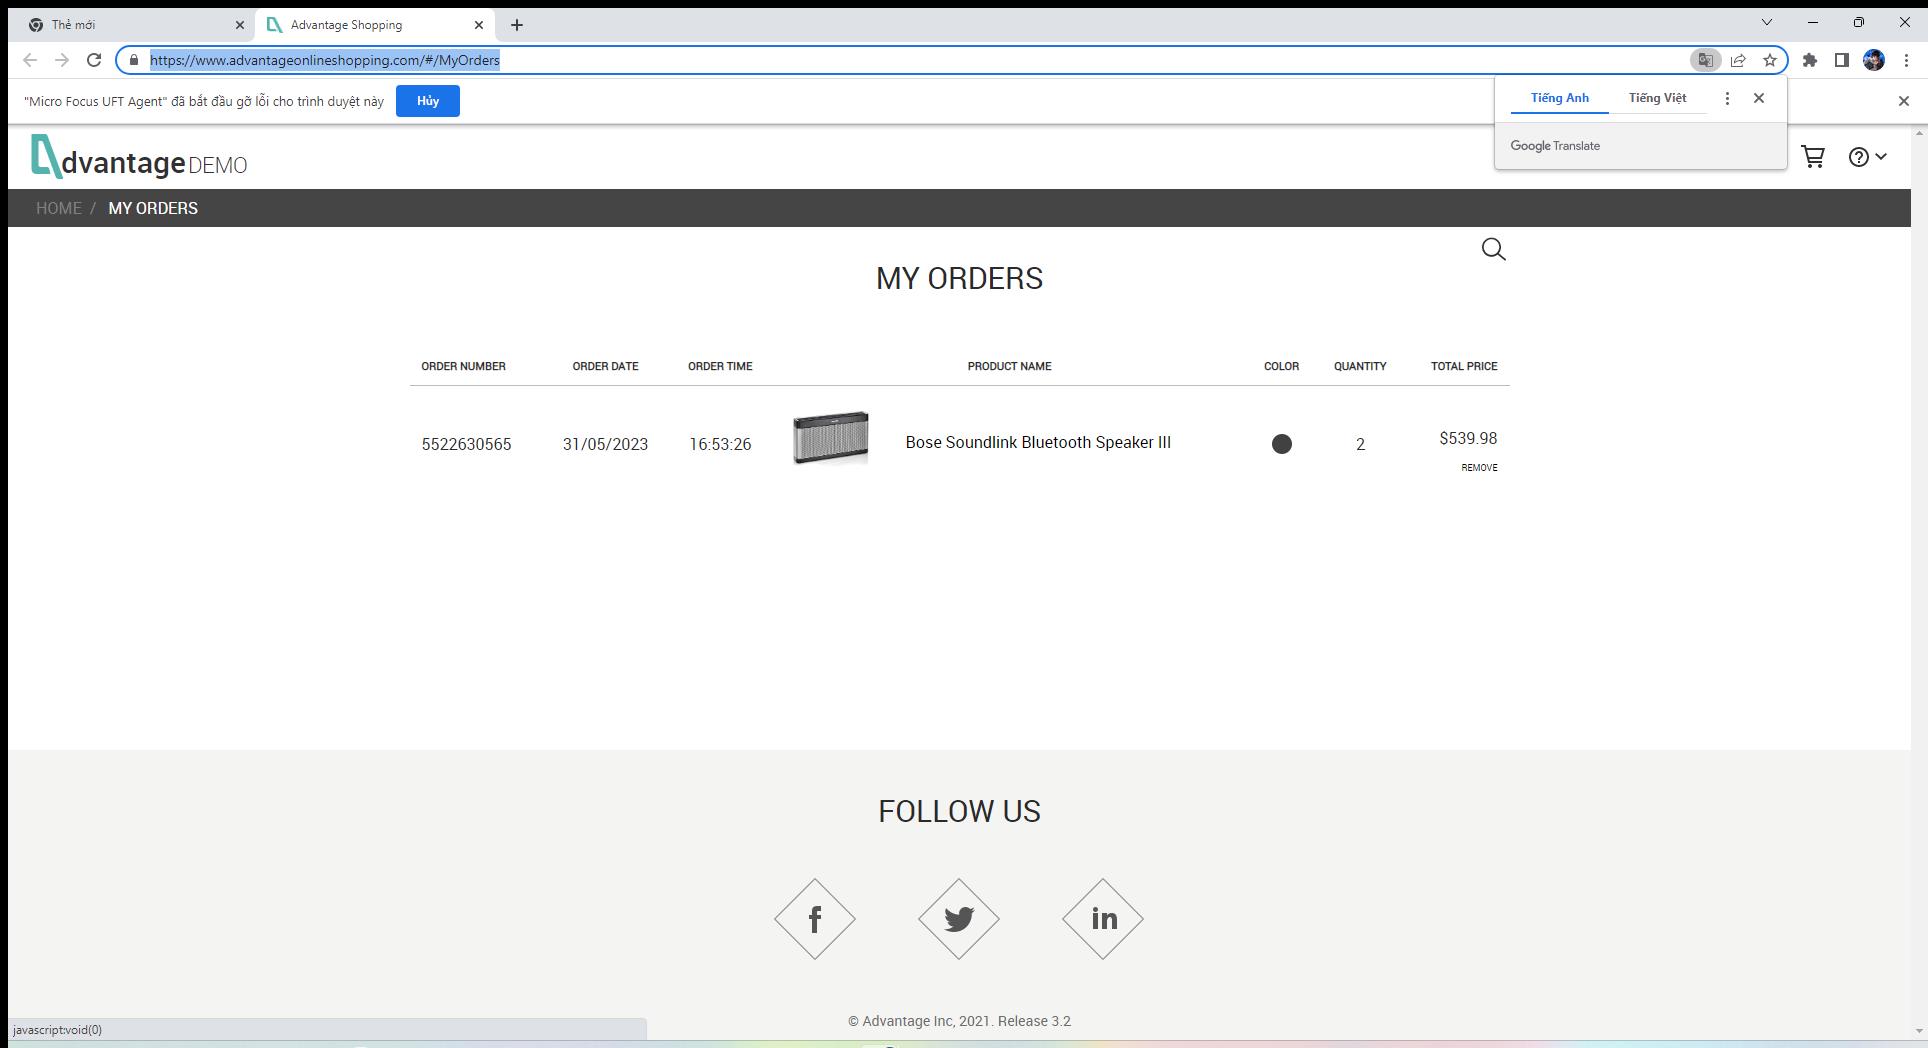 Thẻ mới
Advantage Shopping
https://www.advantageonlineshopping.com/#/MyOrders
"Micro Focus UFT Agent" đã bắt đầu gỡ lỗi cho trình duyệt này
Hủy
Tiếng Anh
Tiếng Việt
Google Translate
dvantage DEMO
HOME / MY ORDERS
MY ORDERS
ORDER NUMBER ORDER DATE ORDER TIME PRODUCT NAME COLOR QUANTITY TOTAL PRICE
5522630565 31/05/2023 16:53:26 Bose Soundlink Bluetooth Speaker III 2 $539.98
REMOVE
FOLLOW US
f
in
© Advantage Inc, 2021. Release 3.2
javascript:void(0)